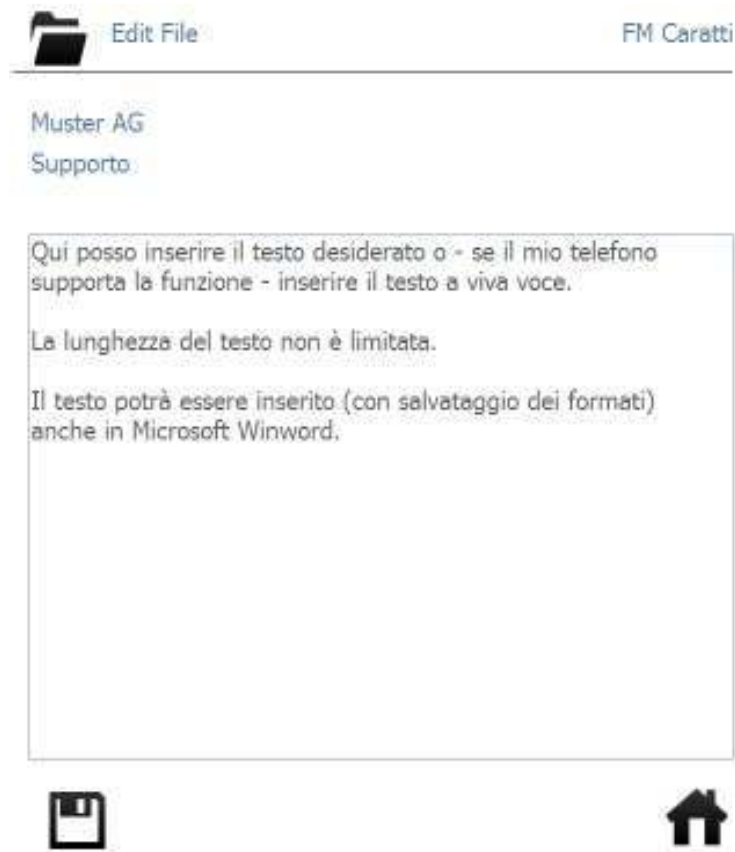 Edit File
FM Caratti
Muster AG
Supporto
Qui posso inserire il testo desiderato o - se il mio telefono
supporta la funzione - inserire il testo a viva voce.
La lunghezza del testo non è limitata.
Il testo potrà essere inserito (con salvataggio dei formati)
anche in Microsoft Winword.